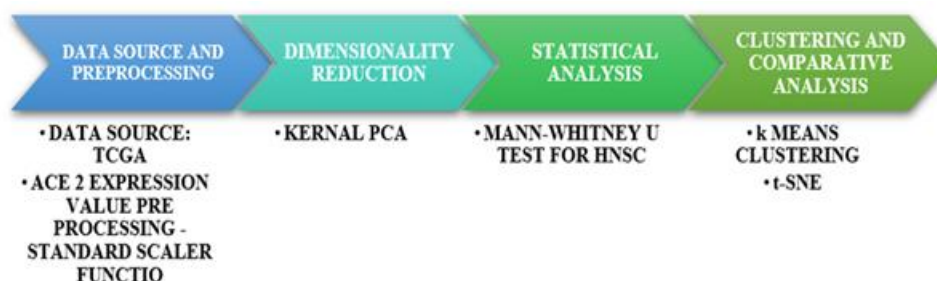 DATA SOURCE AND
PREPROCESSING
DIMENSIONALITY
REDUCTION
STATISTICAL
ANALYSIS
CLUSTERING AND
COMPARATIVE
ANALYSIS
• DATA SOURCE:
TCGA
• ACE 2 EXPRESSION
VALUE PRE
PROCESSING -
STANDARD SCALER
FUNCTIO
• KERNAL PCA
• MANN-WHITNEY U
TEST FOR HNSC
• k MEANS
CLUSTERING
• t-SNE